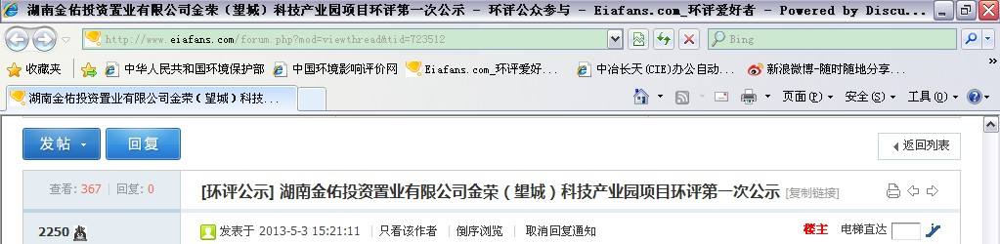 湖南金佑投资置业有限公司金荣（望城）科技产业园项目环评第一次公示 - 环评公众参与 - Eiafans.com_环评爱好者 - Powered by Discu...
http://www.eiafans.com/forum.php?mod=viewthread&tid=723512 Bing
收藏夹 中华人民共和国环境保护部 中国环境影响评价网 Eiafans.com_环评爱好... 中冶长天(CIE)办公自动... 新浪微博-随时随地分享... »
湖南金佑投资置业有限公司金荣（望城）科技... 页面(P) 安全(S) 工具(O)
发帖 回复 返回列表
查看: 367 | 回复: 0 [环评公示] 湖南金佑投资置业有限公司金荣（望城）科技产业园项目环评第一次公示 [复制链接]
2250 发表于 2013-5-3 15:21:11 | 只看该作者 | 倒序浏览 | 取消回复通知 楼主 电梯直达